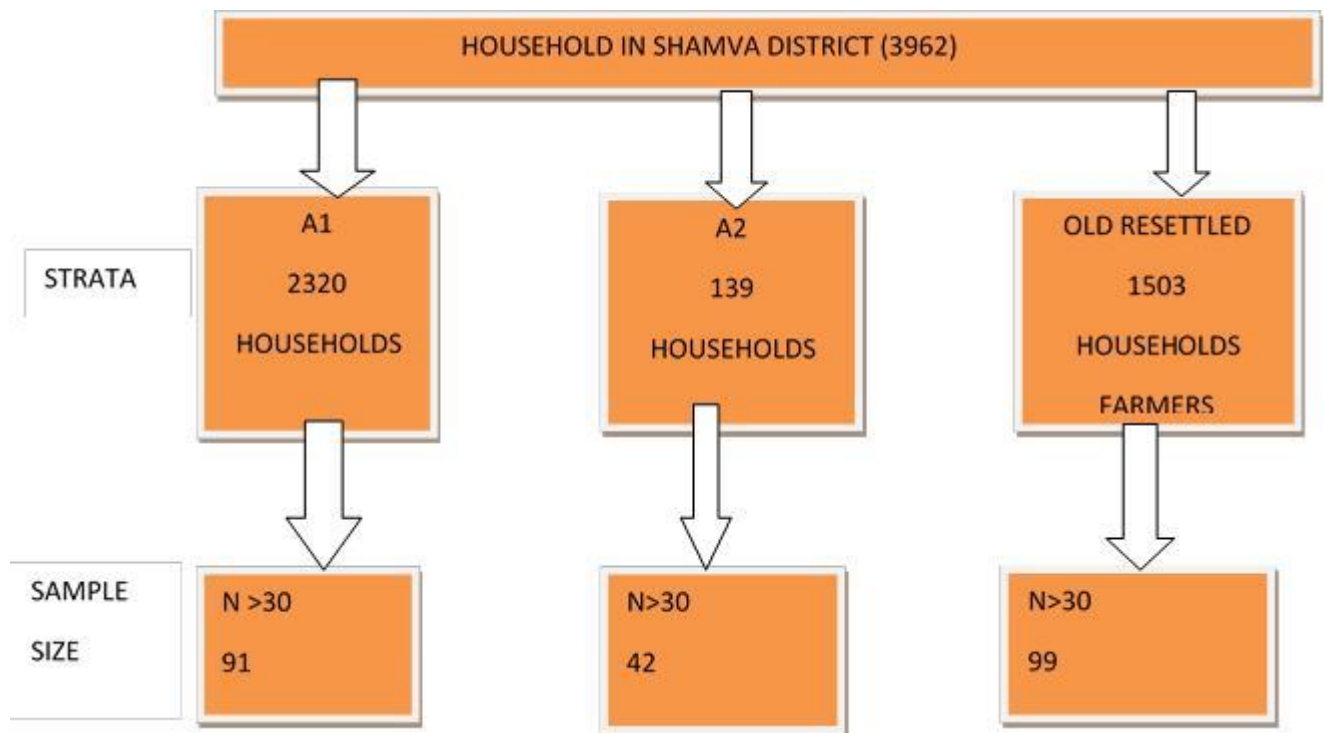 HOUSEHOLD IN SHAMVA DISTRICT (3962)
STRATA
A1
2320
HOUSEHOLDS
A2
139
HOUSEHOLDS
OLD RESETTLED
1503
HOUSEHOLDS
FARMERS
SAMPLE
SIZE
N >30
91
N>30
42
N>30
99